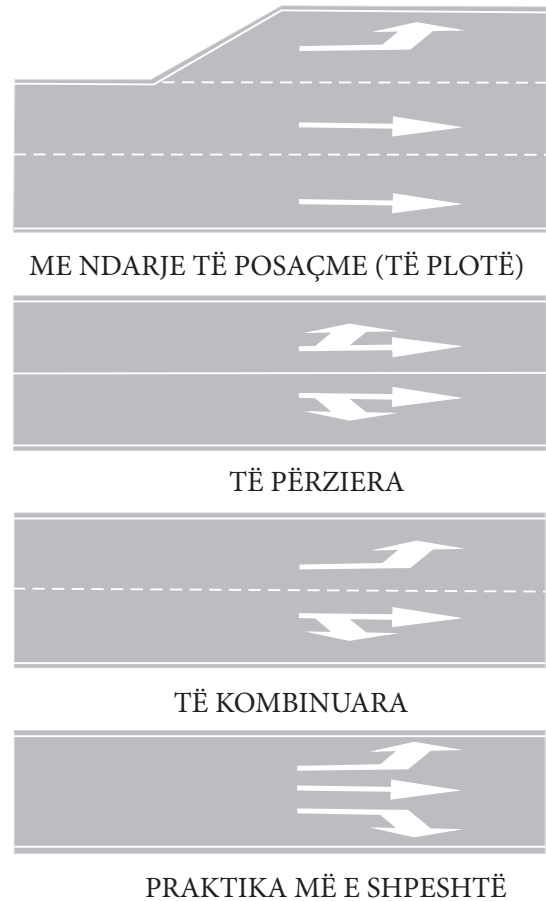 ME NDARJE TË POSAÇME (TË PLOTË)
TË PËRZIERA
TË KOMBINUARA
PRAKTIKA MË E SHPESHTË